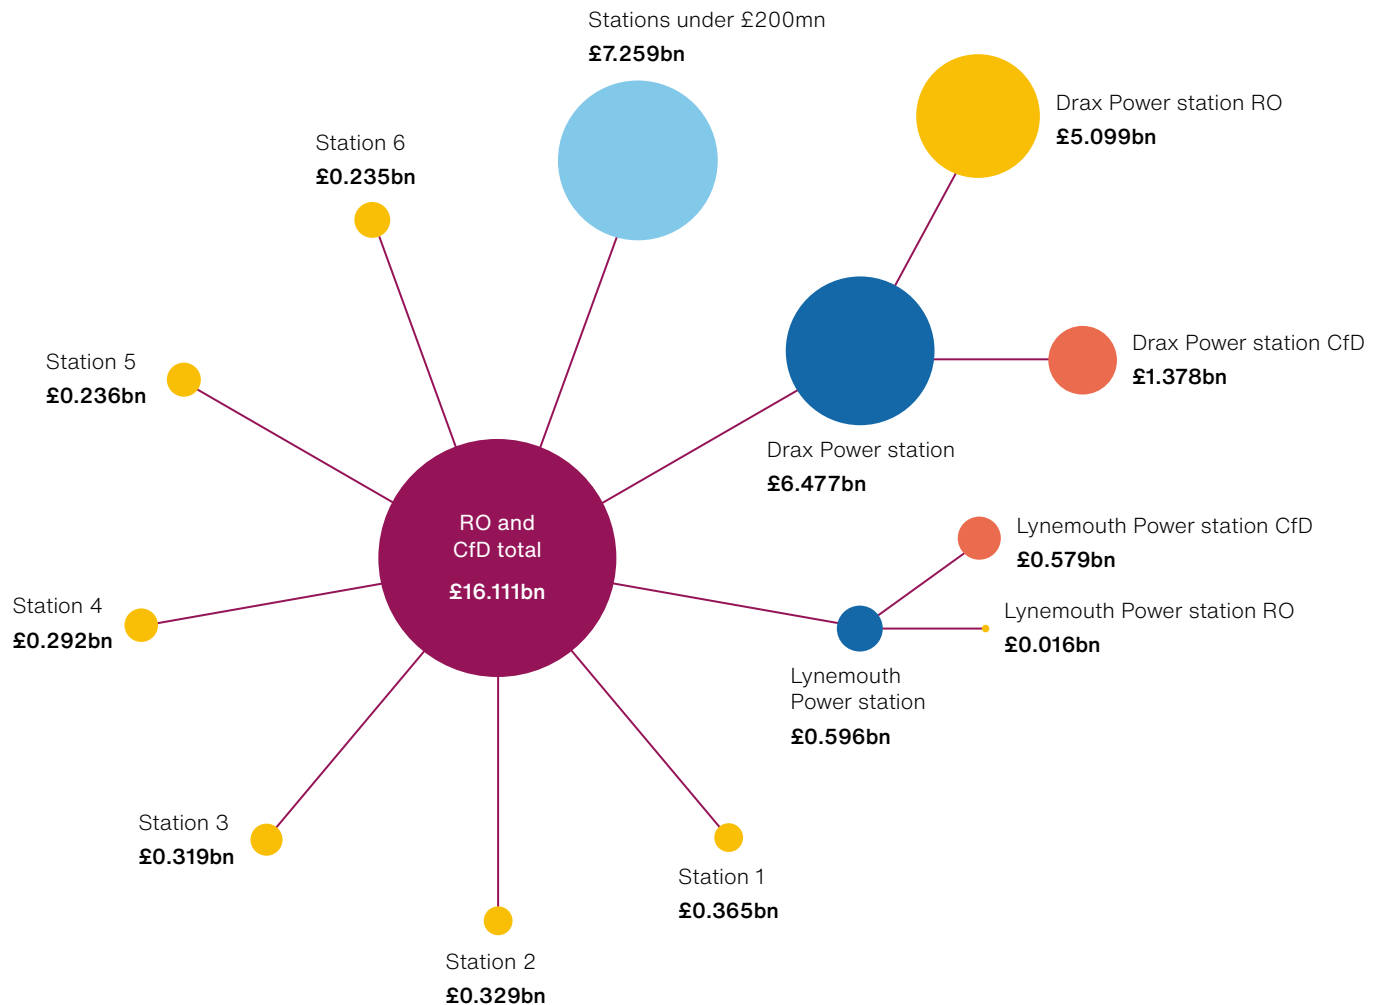 Stations under £200mn
£7.259bn
Drax Power station RO
£5.099bn
Station 6
£0.235bn
Drax Power station CfD
£1.378bn
Station 5
£0.236bn
Drax Power station
£6.477bn
RO and
CfD total
£16.111bn
Lynemouth Power station CfD
£0.579bn
Lynemouth Power station RO
£0.016bn
Station 4
£0.292bn
Lynemouth
Power station
£0.596bn
Station 3
£0.319bn
Station 1
£0.365bn
Station 2
£0.329bn